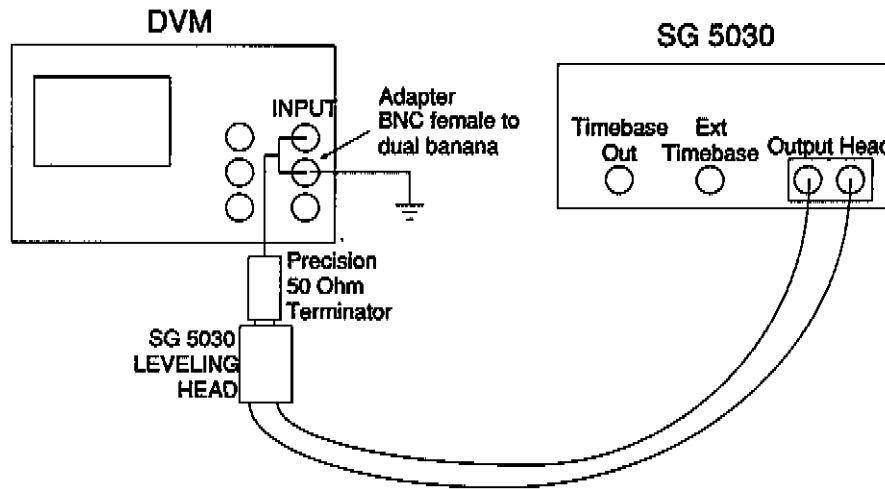 DVM
SG 5030
INPUT
Adapter
BNC female to
dual banana
Timebase
Out
Ext
Timebase
Output Head
Precision
50 Ohm
Terminator
SG 5030
LEVELING
HEAD